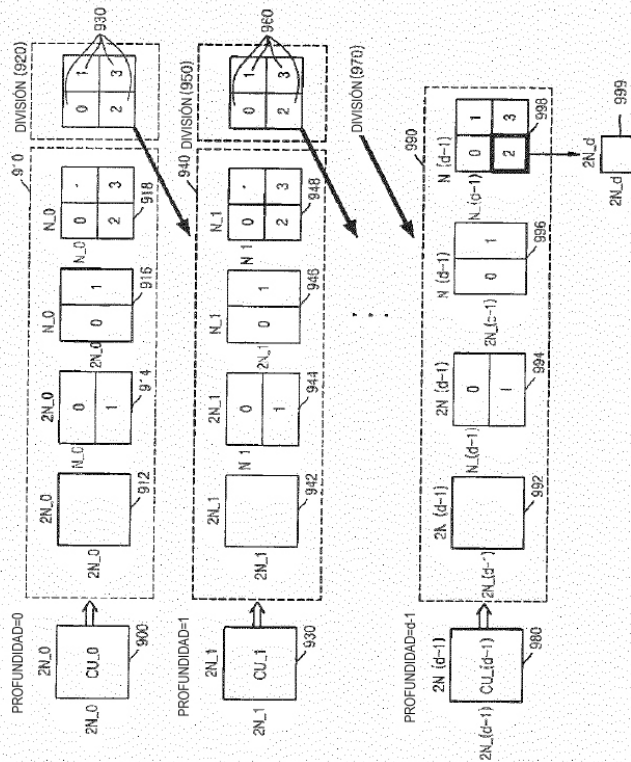 PROFUNDIDAD=0
2N_0
2N_0
CU_0
900
910
2N_0
2N_0
912
2N_0
N_0
0
1
914
N_0
2N_0
0
1
916
N_0
N_0
0
2
3
918
DIVISIÓN (920)
0
1
2
3
930
PROFUNDIDAD=1
2N_1
2N_1
CU_1
930
940
2N_1
2N_1
942
2N_1
N_1
0
1
944
N_1
2N_1
0
1
946
N_1
N_1
0
2
3
948
DIVISIÓN (950)
0
1
2
3
960
DIVISIÓN (970)
PROFUNDIDAD=d-1
2N_(d-1)
2N_(d-1)
CU_(d-1)
980
990
2N_(d-1)
2N_(d-1)
992
2N_(d-1)
N_(d-1)
0
1
994
N_(d-1)
2N_(d-1)
0
1
996
N_(d-1)
N_(d-1)
0
1
2
3
998
2N_d
2N_d
999